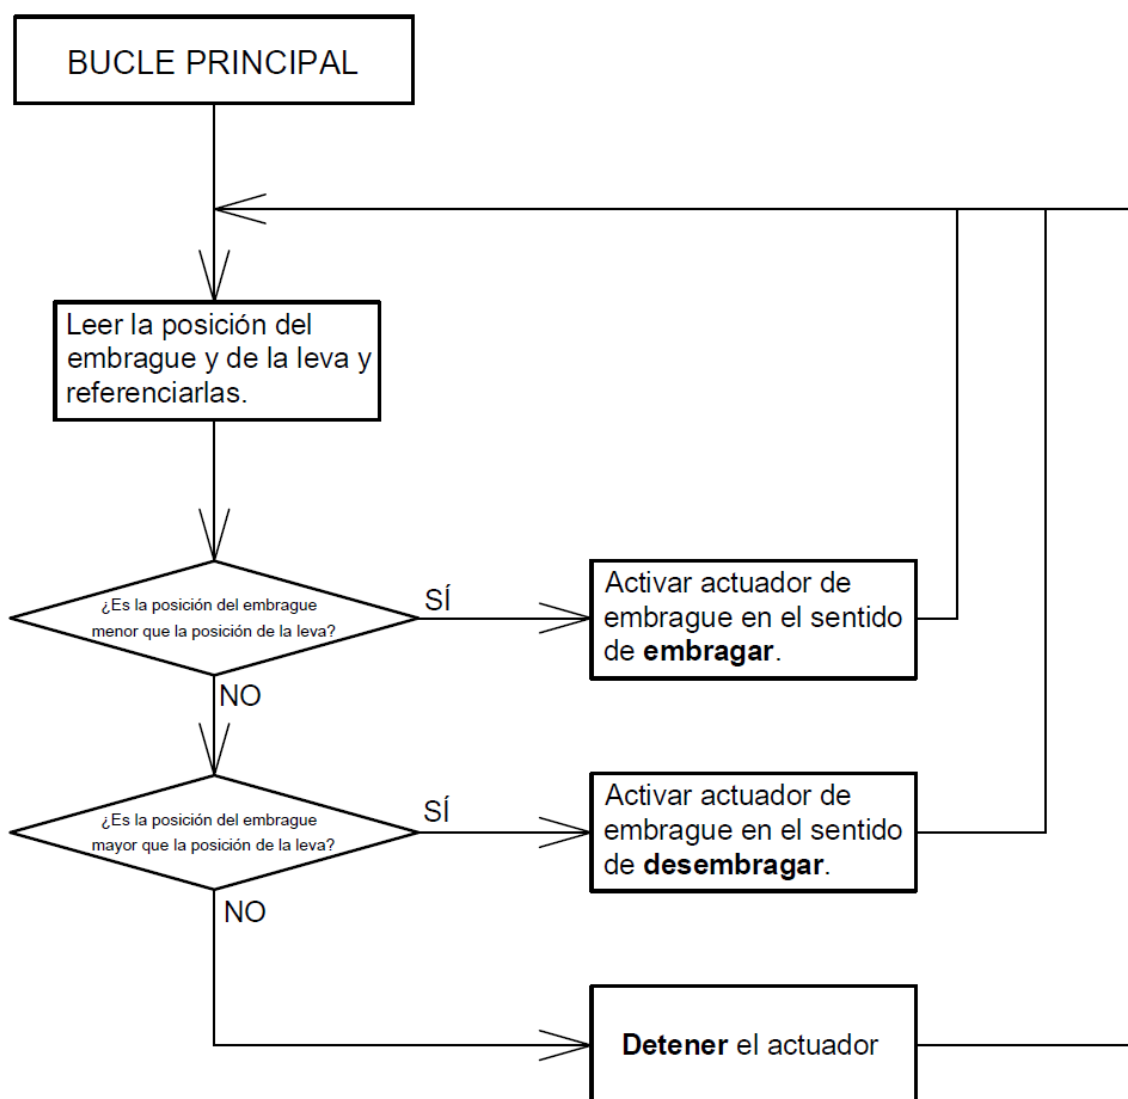 BUCLE PRINCIPAL
Leer la posición del
embrague y de la leva y
referenciarlas.
¿Es la posición del embrague
menor que la posición de la leva?
SÍ
Activar actuador de
embrague en el sentido
de embragar.
NO
¿Es la posición del embrague
mayor que la posición de la leva?
SÍ
Activar actuador de
embrague en el sentido
de desembragar.
NO
Detener el actuador